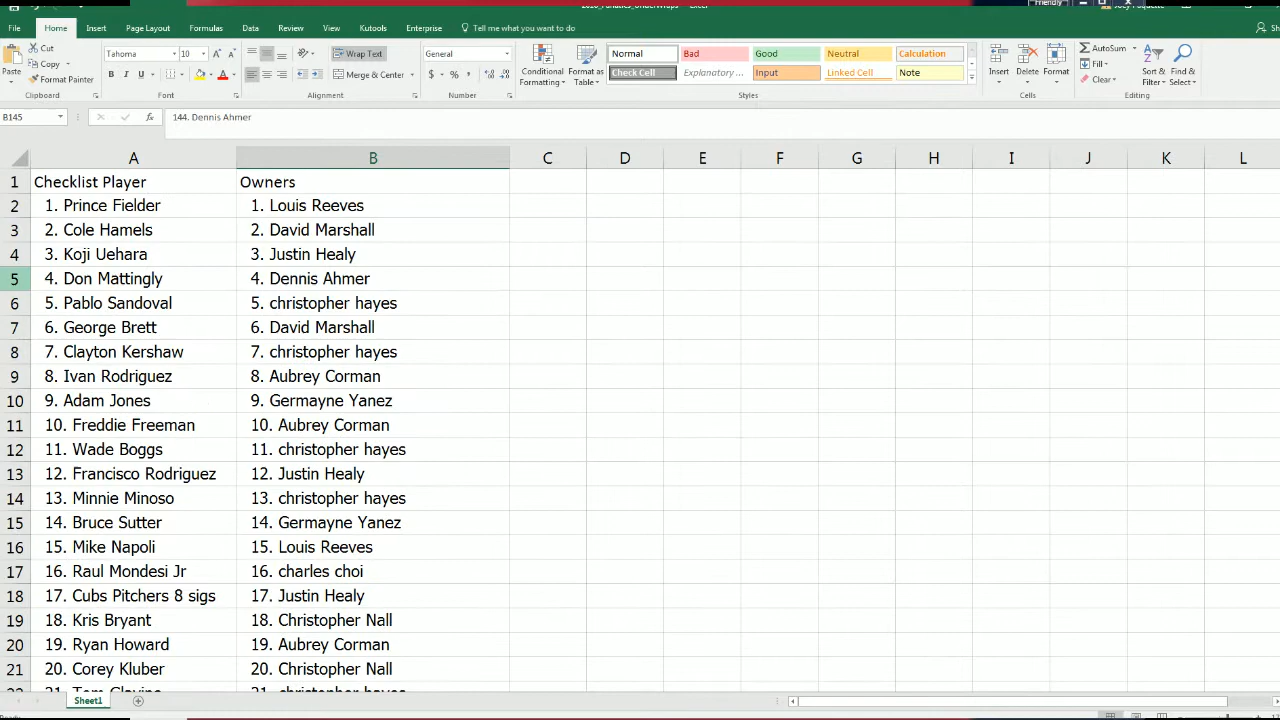 Friendly
File Home Insert Page Layout Formulas Data Review View Kutools Enterprise Tell me what you want to do
Cut
Copy
Format Painter
Paste
Clipboard
Tahoma 10
B I U
Font
Wrap Text
Merge & Center
Alignment
General
$ % ,
Number
Conditional Formatting
Format as Table
Normal Bad Good Neutral Calculation
Check Cell Explanatory ... Input Linked Cell Note
Styles
Insert Delete Format
Cells
AutoSum
Fill
Clear
Sort & Filter
Find & Select
Editing
B145 fx 144. Dennis Ahmer
A B C D E F G H I J K L
1 Checklist Player Owners
2 1. Prince Fielder 1. Louis Reeves
3 2. Cole Hamels 2. David Marshall
4 3. Koji Uehara 3. Justin Healy
5 4. Don Mattingly 4. Dennis Ahmer
6 5. Pablo Sandoval 5. christopher hayes
7 6. George Brett 6. David Marshall
8 7. Clayton Kershaw 7. christopher hayes
9 8. Ivan Rodriguez 8. Aubrey Corman
10 9. Adam Jones 9. Germayne Yanez
11 10. Freddie Freeman 10. Aubrey Corman
12 11. Wade Boggs 11. christopher hayes
13 12. Francisco Rodriguez 12. Justin Healy
14 13. Minnie Minoso 13. christopher hayes
15 14. Bruce Sutter 14. Germayne Yanez
16 15. Mike Napoli 15. Louis Reeves
17 16. Raul Mondesi Jr 16. charles choi
18 17. Cubs Pitchers 8 sigs 17. Justin Healy
19 18. Kris Bryant 18. Christopher Nall
20 19. Ryan Howard 19. Aubrey Corman
21 20. Corey Kluber 20. Christopher Nall
Sheet1